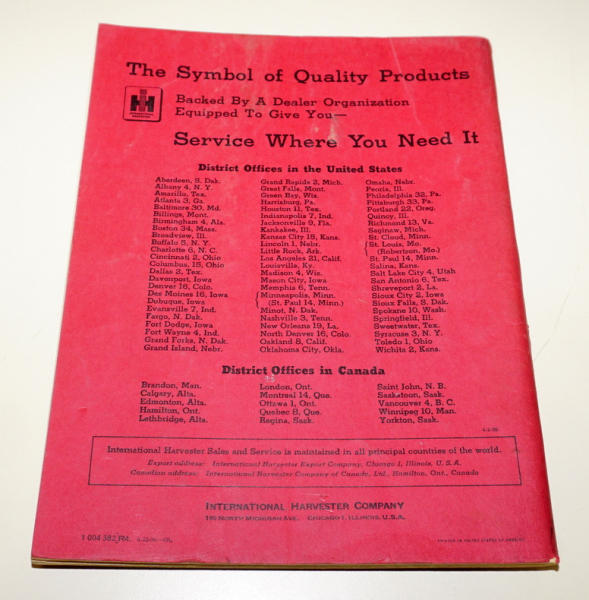 The Symbol of Quality Products
IH
INTERNATIONAL
HARVESTER
Backed By A Dealer Organization
Equipped To Give You—
Service Where You Need It
District Offices in the United States
Aberdeen, S. Dak.
Albany 4, N. Y.
Amarillo, Tex.
Atlanta 3, Ga.
Baltimore 30, Md.
Billings, Mont.
Birmingham 4, Ala.
Boston 34, Mass.
Broadview, Ill.
Buffalo 5, N. Y.
Charlotte 6, N. C.
Cincinnati 2, Ohio
Columbus 15, Ohio
Dallas 2, Tex.
Davenport, Iowa
Denver 16, Colo.
Des Moines 16, Iowa
Dubuque, Iowa
Evansville 7, Ind.
Fargo, N. Dak.
Fort Dodge, Iowa
Fort Wayne 4, Ind.
Grand Forks, N. Dak.
Grand Island, Nebr.
Grand Rapids 2, Mich.
Great Falls, Mont.
Green Bay, Wis.
Harrisburg, Pa.
Houston 11, Tex.
Indianapolis 7, Ind.
Jacksonville 9, Fla.
Kankakee, Ill.
Kansas City 15, Kans.
Lincoln 1, Nebr.
Little Rock, Ark.
Los Angeles 21, Calif.
Louisville, Ky.
Madison 4, Wis.
Mason City, Iowa
Memphis 6, Tenn.
Minneapolis, Minn.
(St. Paul 14, Minn.)
Minot, N. Dak.
Nashville 3, Tenn.
New Orleans 19, La.
North Denver 16, Colo.
Oakland 8, Calif.
Oklahoma City, Okla.
Omaha, Nebr.
Peoria, Ill.
Philadelphia 32, Pa.
Pittsburgh 33, Pa.
Portland 22, Oreg.
Quincy, Ill.
Richmond 13, Va.
Saginaw, Mich.
St. Cloud, Minn.
St. Louis, Mo.
(Robertson, Mo.)
St. Paul 14, Minn.
Salina, Kans.
Salt Lake City 4, Utah
San Antonio 6, Tex.
Shreveport 2, La.
Sioux City 2, Iowa
Sioux Falls, S. Dak.
Spokane 10, Wash.
Springfield, Ill.
Sweetwater, Tex.
Syracuse 3, N. Y.
Toledo 1, Ohio
Wichita 2, Kans.
District Offices in Canada
Brandon, Man.
Calgary, Alta.
Edmonton, Alta.
Hamilton, Ont.
Lethbridge, Alta.
London, Ont.
Montreal 14, Que.
Ottawa 1, Ont.
Quebec 8, Que.
Regina, Sask.
Saint John, N. B.
Saskatoon, Sask.
Vancouver 4, B. C.
Winnipeg 10, Man.
Yorkton, Sask.
International Harvester Sales and Service is maintained in all principal countries of the world.
Export address: International Harvester Export Company, Chicago 1, Illinois, U. S. A.
Canadian address: International Harvester Company of Canada, Ltd., Hamilton, Ont., Canada
INTERNATIONAL HARVESTER COMPANY
180 NORTH MICHIGAN AVE. CHICAGO 1, ILLINOIS, U.S.A.
1 004 382 R4.
PRINTED IN UNITED STATES OF AMERICA